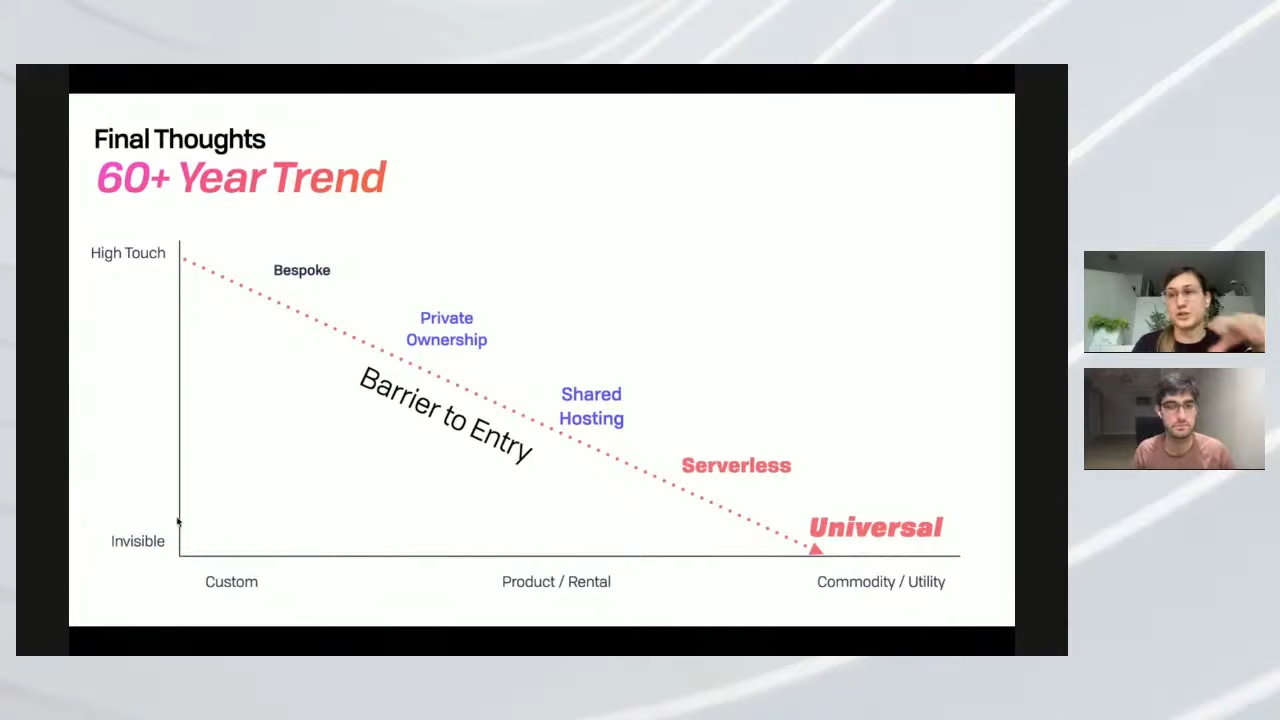 Final Thoughts
60+ Year Trend
High Touch
Bespoke
Private
Ownership
Barrier to Entry
Shared
Hosting
Serverless
Universal
Invisible
Custom
Product / Rental
Commodity / Utility